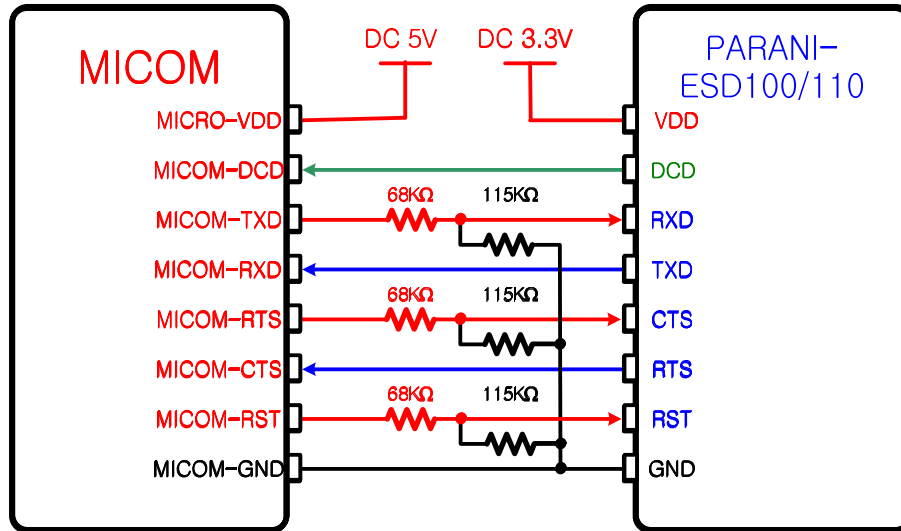 DC 5V
DC 3.3V
MICOM
PARANI-
ESD100/110
MICRO-VDD
VDD
MICOM-DCD
DCD
68KΩ
115KΩ
MICOM-TXD
RXD
MICOM-RXD
TXD
68KΩ
115KΩ
MICOM-RTS
CTS
MICOM-CTS
RTS
68KΩ
115KΩ
MICOM-RST
RST
MICOM-GND
GND